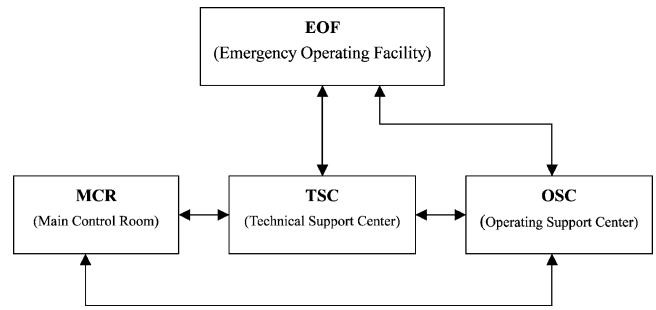 EOF
(Emergency Operating Facility)
MCR
(Main Control Room)
TSC
(Technical Support Center)
OSC
(Operating Support Center)